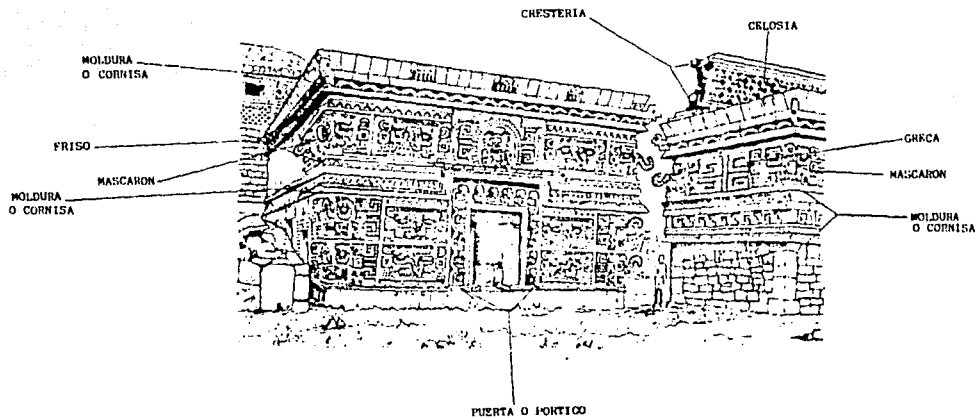 CRESTERIA
CELOSIA
MOLDURA
O CORNISA
FRISO
MASCARON
MOLDURA
O CORNISA
GRECA
MASCARON
MOLDURA
O CORNISA
PUERTA O PORTICO